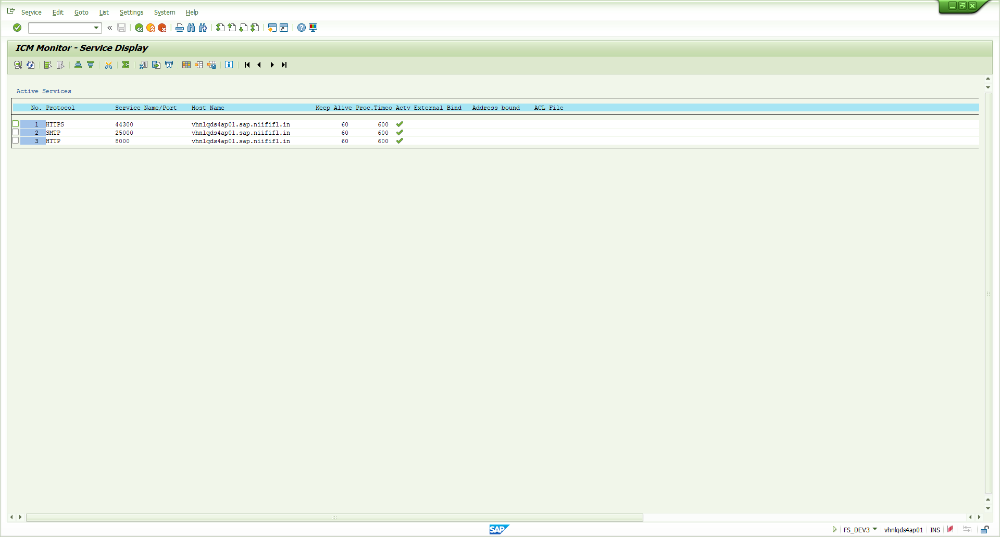 Service Edit Goto List Settings System Help
ICM Monitor - Service Display
Active Services
No. Protocol Service Name/Port Host Name Keep Alive Proc.Timeo Actv External Bind Address bound ACL File
1 HTTPS 44300 vhnlqds4ap01.sap.niififl.in 60 600
2 SMTP 25000 vhnlqds4ap01.sap.niififl.in 60 600
3 HTTP 8000 vhnlqds4ap01.sap.niififl.in 60 600
SAP FS_DEV3 vhnlqds4ap01 INS